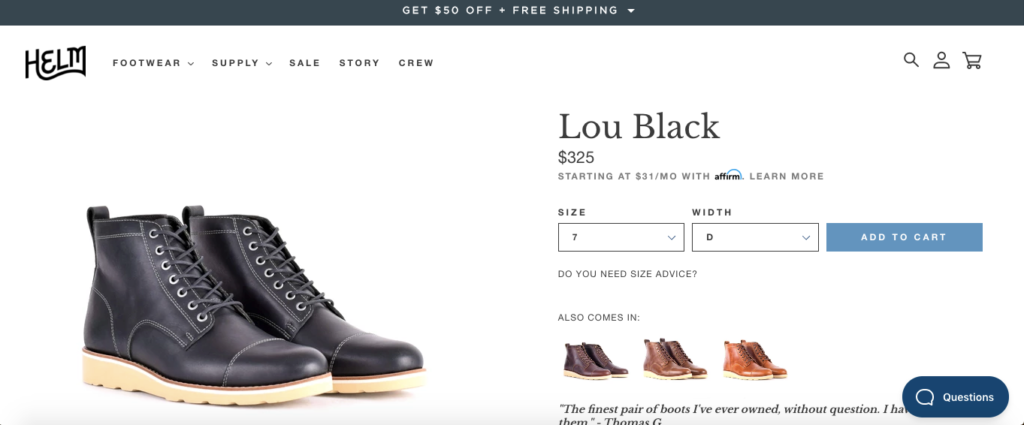 GET $50 OFF + FREE SHIPPING
HELM
FOOTWEAR SUPPLY SALE STORY CREW
Lou Black
$325
STARTING AT $31/MO WITH affirm. LEARN MORE
SIZE WIDTH
7 D ADD TO CART
DO YOU NEED SIZE ADVICE?
ALSO COMES IN:
"The finest pair of boots I've ever owned, without question. I
them." - Thomas G
Questions